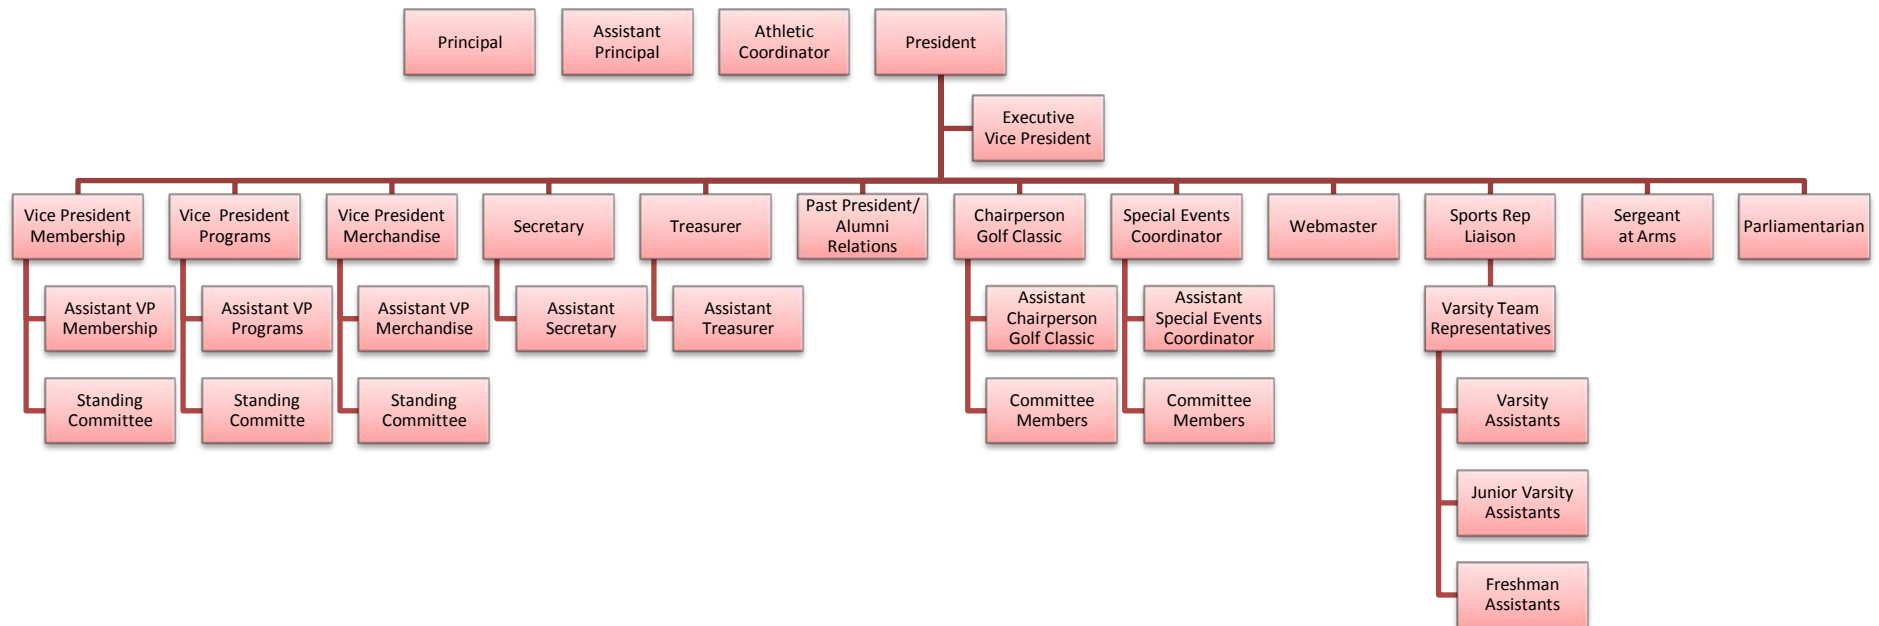 Principal
Assistant
Principal
Athletic
Coordinator
President
Executive
Vice President
Vice President
Membership
Vice  President
Programs
Vice President
Merchandise
Secretary
Treasurer
Past President/
Alumni
Relations
Chairperson
Golf Classic
Special Events
Coordinator
Webmaster
Sports Rep
Liaison
Sergeant
at Arms
Parliamentarian
Assistant VP
Membership
Assistant VP
Programs
Assistant VP
Merchandise
Assistant
Secretary
Assistant
Treasurer
Assistant
Chairperson
Golf Classic
Assistant
Special Events
Coordinator
Varsity Team
Representatives
Standing
Committee
Standing
Committe
Standing
Committee
Committee
Members
Committee
Members
Varsity
Assistants
Junior Varsity
Assistants
Freshman
Assistants